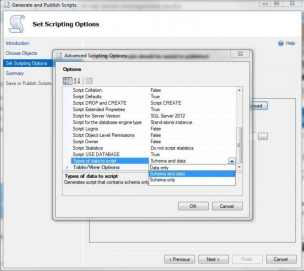 Generate and Publish Scripts
Set Scripting Options
Introduction
Help
Choose Objects
Set Scripting Options
Summary
Save or Publish Scripts
Advanced Scripting Options
Options
Script Collation False
Script Defaults True
Script DROP and CREATE Script CREATE
Script Extended Properties True
Script for Server Version SQL Server 2012
Script for the database engine type Stand-alone instance
Script Logins False
Script Object-Level Permissions False
Script Owner False
Script Statistics Do not script statistics
Script USE DATABASE True
Types of data to script Schema and data
Table/View Options
Data only
Schema and data
Schema only
Types of data to script
Generates script that contains schema only
OK Cancel
< Previous Next > Finish Cancel